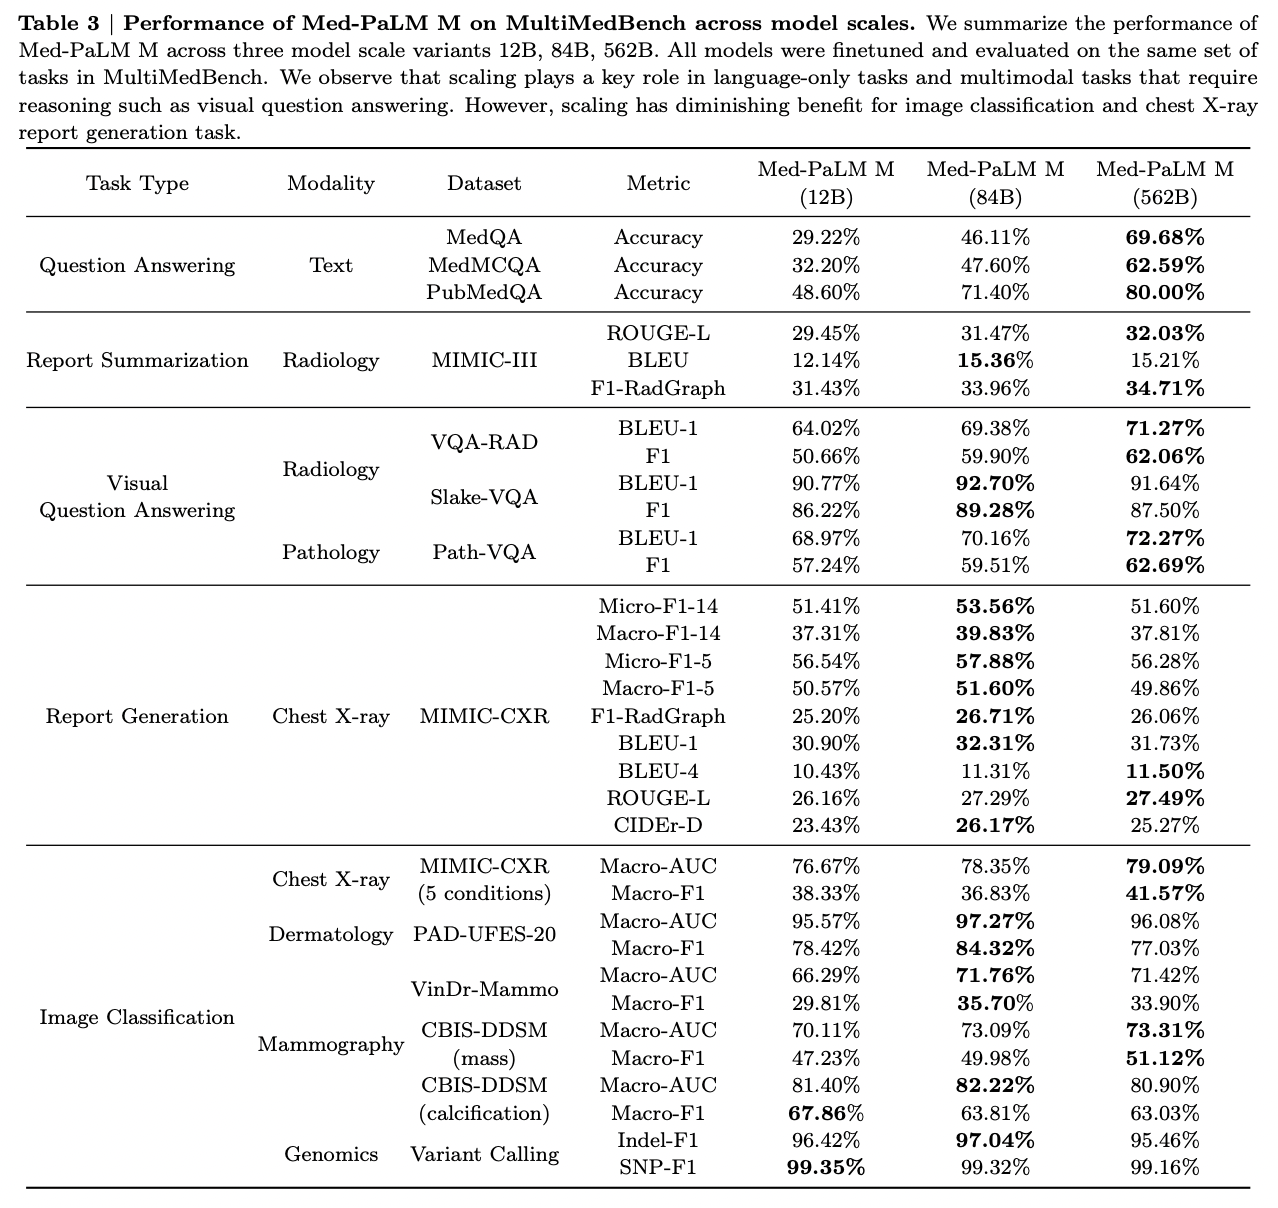 Table 3 | Performance of Med-PaLM M on MultiMedBench across model scales. We summarize the performance of
Med-PaLM M across three model scale variants 12B, 84B, 562B. All models were finetuned and evaluated on the same set of
tasks in MultiMedBench. We observe that scaling plays a key role in language-only tasks and multimodal tasks that require
reasoning such as visual question answering. However, scaling has diminishing benefit for image classification and chest X-ray
report generation task.
Task Type Modality Dataset Metric Med-PaLM M (12B) Med-PaLM M (84B) Med-PaLM M (562B)
Question Answering Text MedQA Accuracy 29.22% 46.11% 69.68%
MedMCQA Accuracy 32.20% 47.60% 62.59%
PubMedQA Accuracy 48.60% 71.40% 80.00%
Report Summarization Radiology MIMIC-III ROUGE-L 29.45% 31.47% 32.03%
BLEU 12.14% 15.36% 15.21%
F1-RadGraph 31.43% 33.96% 34.71%
Visual Question Answering Radiology VQA-RAD BLEU-1 64.02% 69.38% 71.27%
F1 50.66% 59.90% 62.06%
Slake-VQA BLEU-1 90.77% 92.70% 91.64%
F1 86.22% 89.28% 87.50%
Pathology Path-VQA BLEU-1 68.97% 70.16% 72.27%
F1 57.24% 59.51% 62.69%
Report Generation Chest X-ray MIMIC-CXR Micro-F1-14 51.41% 53.56% 51.60%
Macro-F1-14 37.31% 39.83% 37.81%
Micro-F1-5 56.54% 57.88% 56.28%
Macro-F1-5 50.57% 51.60% 49.86%
F1-RadGraph 25.20% 26.71% 26.06%
BLEU-1 30.90% 32.31% 31.73%
BLEU-4 10.43% 11.31% 11.50%
ROUGE-L 26.16% 27.29% 27.49%
CIDEr-D 23.43% 26.17% 25.27%
Image Classification Chest X-ray MIMIC-CXR (5 conditions) Macro-AUC 76.67% 78.35% 79.09%
Macro-F1 38.33% 36.83% 41.57%
Dermatology PAD-UFES-20 Macro-AUC 95.57% 97.27% 96.08%
Macro-F1 78.42% 84.32% 77.03%
Mammography VinDr-Mammo Macro-AUC 66.29% 71.76% 71.42%
Macro-F1 29.81% 35.70% 33.90%
CBIS-DDSM (mass) Macro-AUC 70.11% 73.09% 73.31%
Macro-F1 47.23% 49.98% 51.12%
CBIS-DDSM (calcification) Macro-AUC 81.40% 82.22% 80.90%
Macro-F1 67.86% 63.81% 63.03%
Genomics Variant Calling Indel-F1 96.42% 97.04% 95.46%
SNP-F1 99.35% 99.32% 99.16%